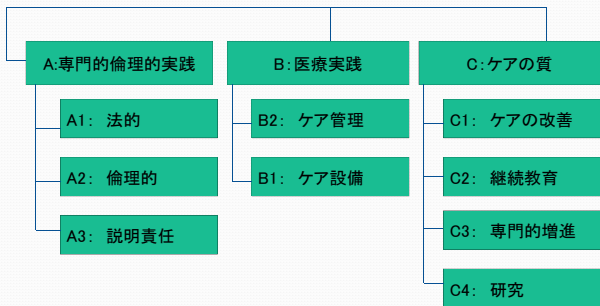 A:専門的倫理的実践
B：医療実践
C：ケアの質
A1： 法的
A2： 倫理的
A3： 説明責任
B2： ケア管理
B1： ケア設備
C1： ケアの改善
C2： 継続教育
C3： 専門的増進
C4： 研究